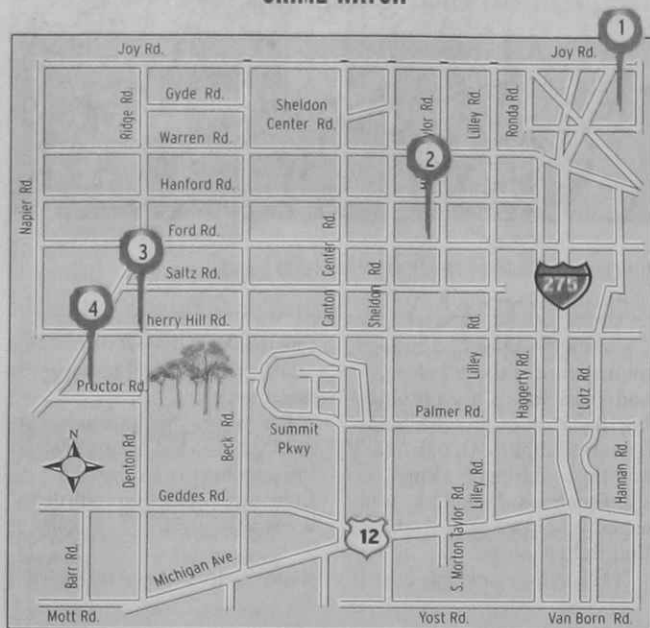 1
Joy Rd.
Joy Rd.
Gyde Rd.
Sheldon
Center Rd.
Ridge Rd.
Warren Rd.
ylor Rd.
Lilley Rd.
Ronda Rd.
2
Hanford Rd.
Napier Rd.
Ford Rd.
3
Saltz Rd.
Canton Center Rd.
Sheldon Rd.
275
4
herry Hill Rd.
Lilley Rd.
Haggerty Rd.
Lotz Rd.
Proctor Rd.
Palmer Rd.
Summit
Pkwy
Beck Rd.
N
Denton Rd.
Hannan Rd.
Geddes Rd.
S. Morton Taylor Rd.
Lilley Rd.
12
Barr Rd.
Michigan Ave.
Mott Rd.
Yost Rd.
Van Born Rd.